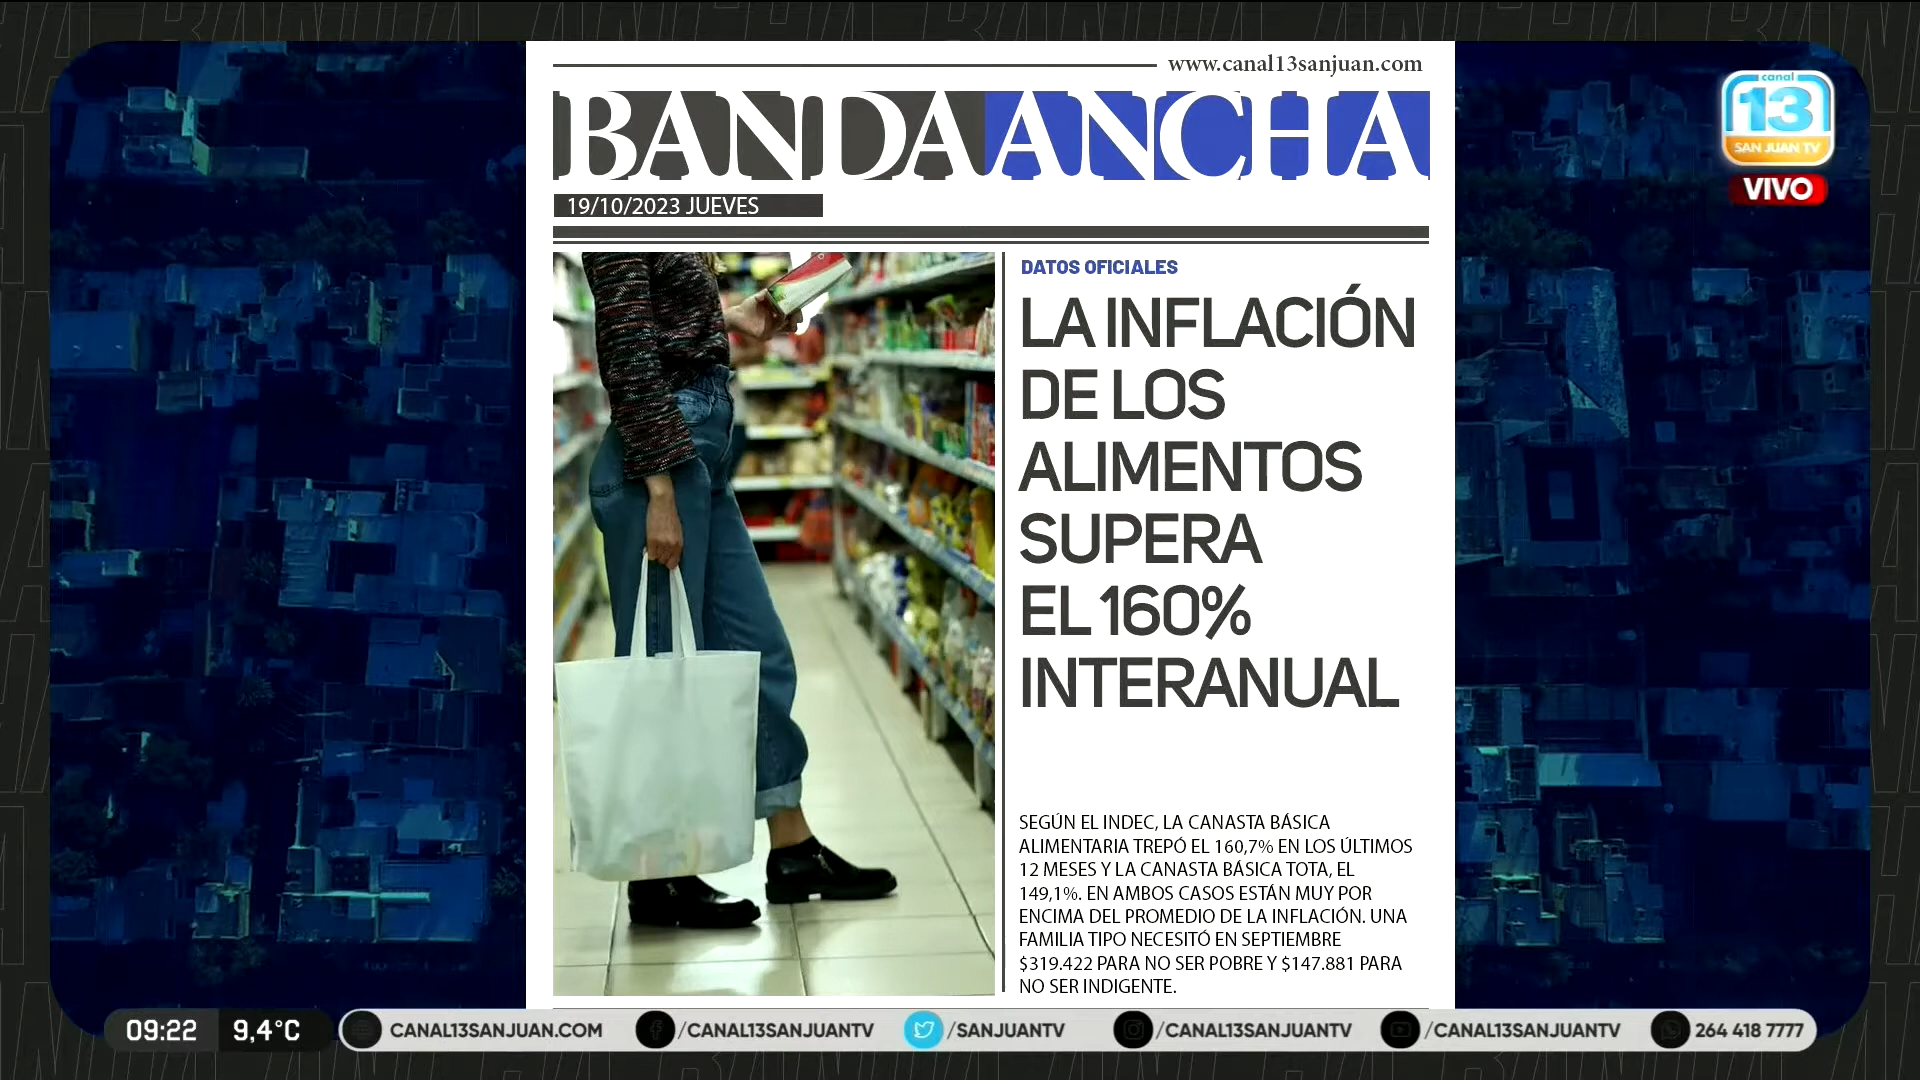 www.canal13sanjuan.com
BANDA ANCHA
19/10/2023 JUEVES
canal
13
SAN JUAN TV
VIVO
DATOS OFICIALES
LA INFLACIÓN
DE LOS
ALIMENTOS
SUPERA
EL 160%
INTERANUAL
SEGÚN EL INDEC, LA CANASTA BÁSICA
ALIMENTARIA TREPÓ EL 160,7% EN LOS ÚLTIMOS
12 MESES Y LA CANASTA BÁSICA TOTA, EL
149,1%. EN AMBOS CASOS ESTÁN MUY POR
ENCIMA DEL PROMEDIO DE LA INFLACIÓN. UNA
FAMILIA TIPO NECESITÓ EN SEPTIEMBRE
$319.422 PARA NO SER POBRE Y $147.881 PARA
NO SER INDIGENTE.
09:22 9,4°C CANAL13SANJUAN.COM /CANAL13SANJUANTV /SANJUANTV /CANAL13SANJUANTV /CANAL13SANJUANTV 264 418 7777